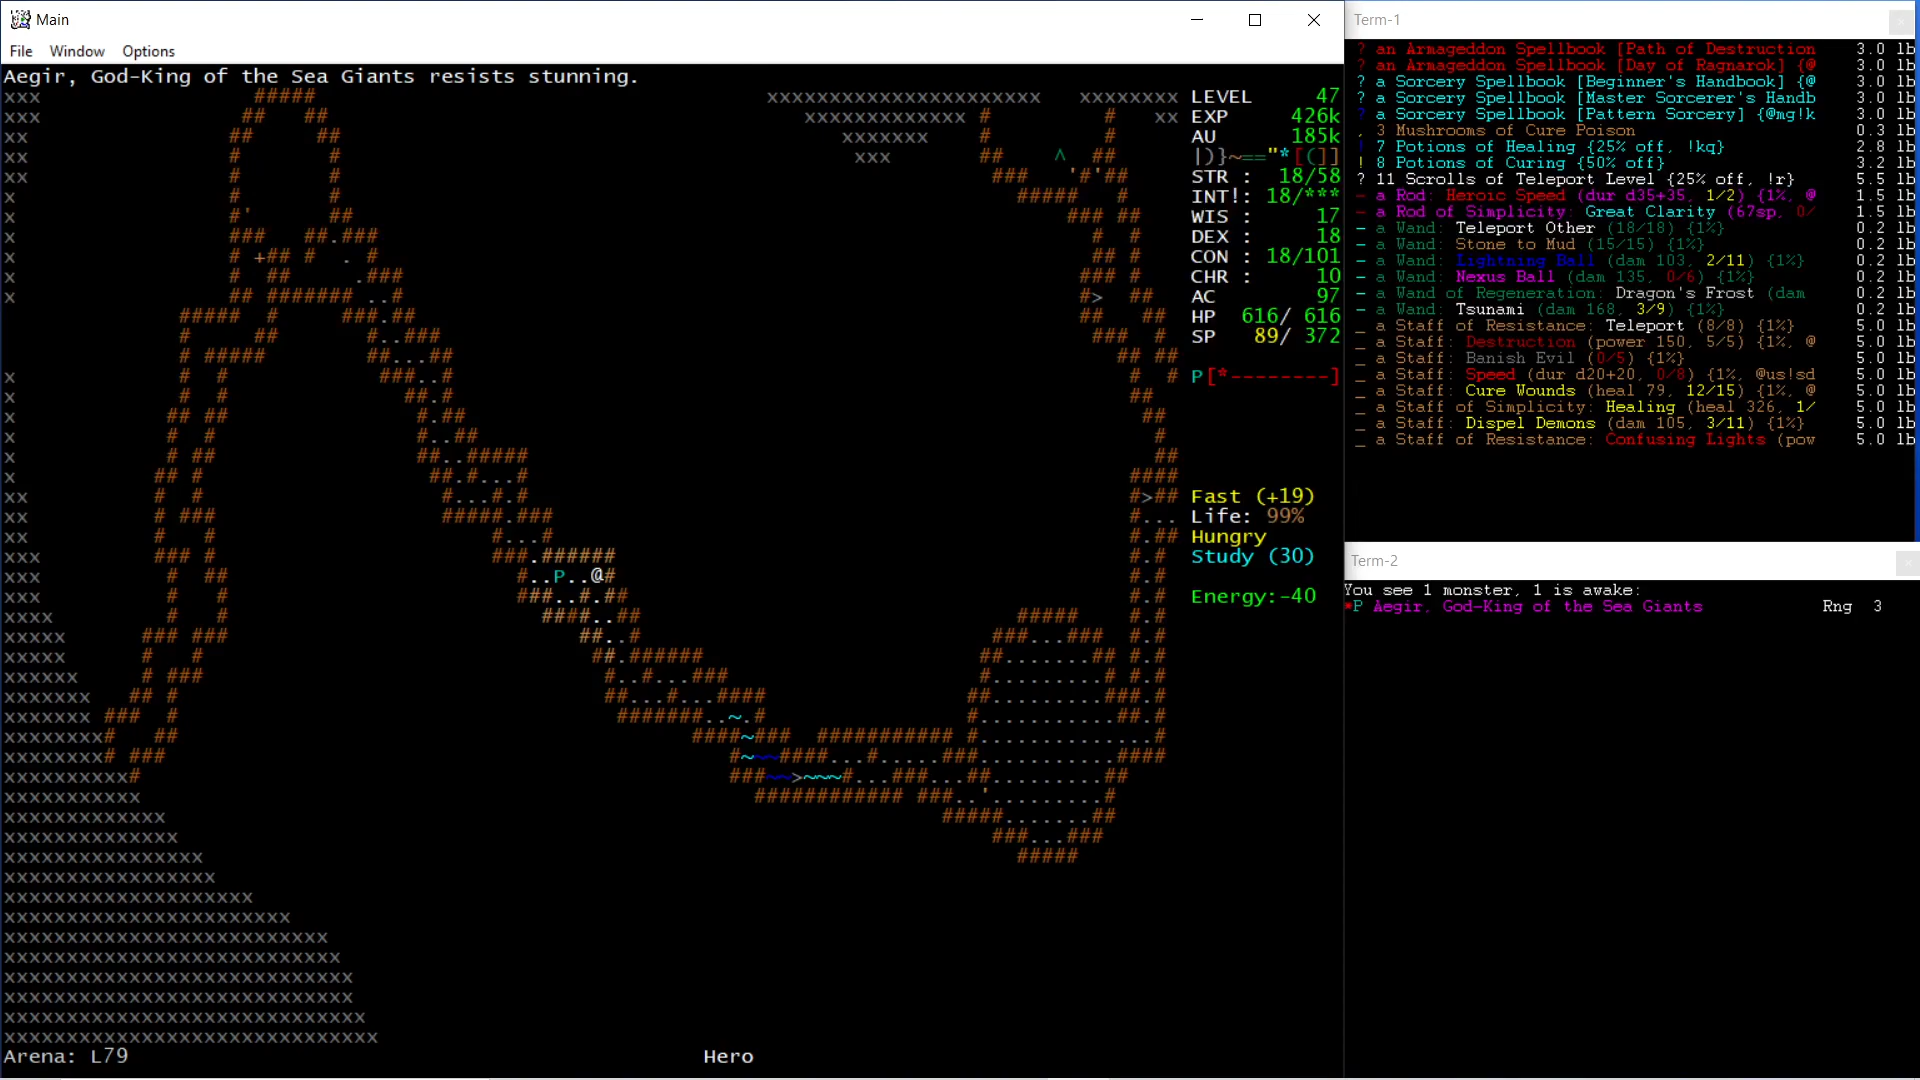 Main
File Window Options
Aegir, God-King of the Sea Giants resists stunning.
LEVEL 47
EXP 426k
AU 185k
|)}~=="*[(]]
STR : 18/58
INT!: 18/***
WIS : 17
DEX : 18
CON : 18/101
CHR : 10
AC 97
HP 616/ 616
SP 89/ 372
P[*--------]
Fast (+19)
Life: 99%
Hungry
Study (30)
Energy:-40
Arena: L79
Hero
Term-1
? an Armageddon Spellbook [Path of Destruction 3.0 lb
? an Armageddon Spellbook [Day of Ragnarok] {@ 3.0 lb
? a Sorcery Spellbook [Beginner's Handbook] {@ 3.0 lb
? a Sorcery Spellbook [Master Sorcerer's Handb 3.0 lb
? a Sorcery Spellbook [Pattern Sorcery] {@mg!k 3.0 lb
, 3 Mushrooms of Cure Poison 0.3 lb
! 7 Potions of Healing {25% off, !kq} 2.8 lb
! 8 Potions of Curing {50% off} 3.2 lb
? 11 Scrolls of Teleport Level {25% off, !r} 5.5 lb
- a Rod: Heroic Speed (dur d35+35, 1/2) {1%, @ 1.5 lb
- a Rod of Simplicity: Great Clarity (67sp, 0/ 1.5 lb
- a Wand: Teleport Other (18/18) {1%} 0.2 lb
- a Wand: Stone to Mud (15/15) {1%} 0.2 lb
- a Wand: Lightning Ball (dam 103, 2/11) {1%} 0.2 lb
- a Wand: Nexus Ball (dam 135, 0/6) {1%} 0.2 lb
- a Wand of Regeneration: Dragon's Frost (dam 0.2 lb
- a Wand: Tsunami (dam 168, 3/9) {1%} 0.2 lb
_ a Staff of Resistance: Teleport (8/8) {1%} 5.0 lb
_ a Staff: Destruction (power 150, 5/5) {1%, @ 5.0 lb
_ a Staff: Banish Evil (0/5) {1%} 5.0 lb
_ a Staff: Speed (dur d20+20, 0/8) {1%, @us!sd 5.0 lb
_ a Staff: Cure Wounds (heal 79, 12/15) {1%, @ 5.0 lb
_ a Staff of Simplicity: Healing (heal 326, 1/ 5.0 lb
_ a Staff: Dispel Demons (dam 105, 3/11) {1%} 5.0 lb
_ a Staff of Resistance: Confusing Lights (pow 5.0 lb
Term-2
You see 1 monster, 1 is awake:
*P Aegir, God-King of the Sea Giants Rng 3